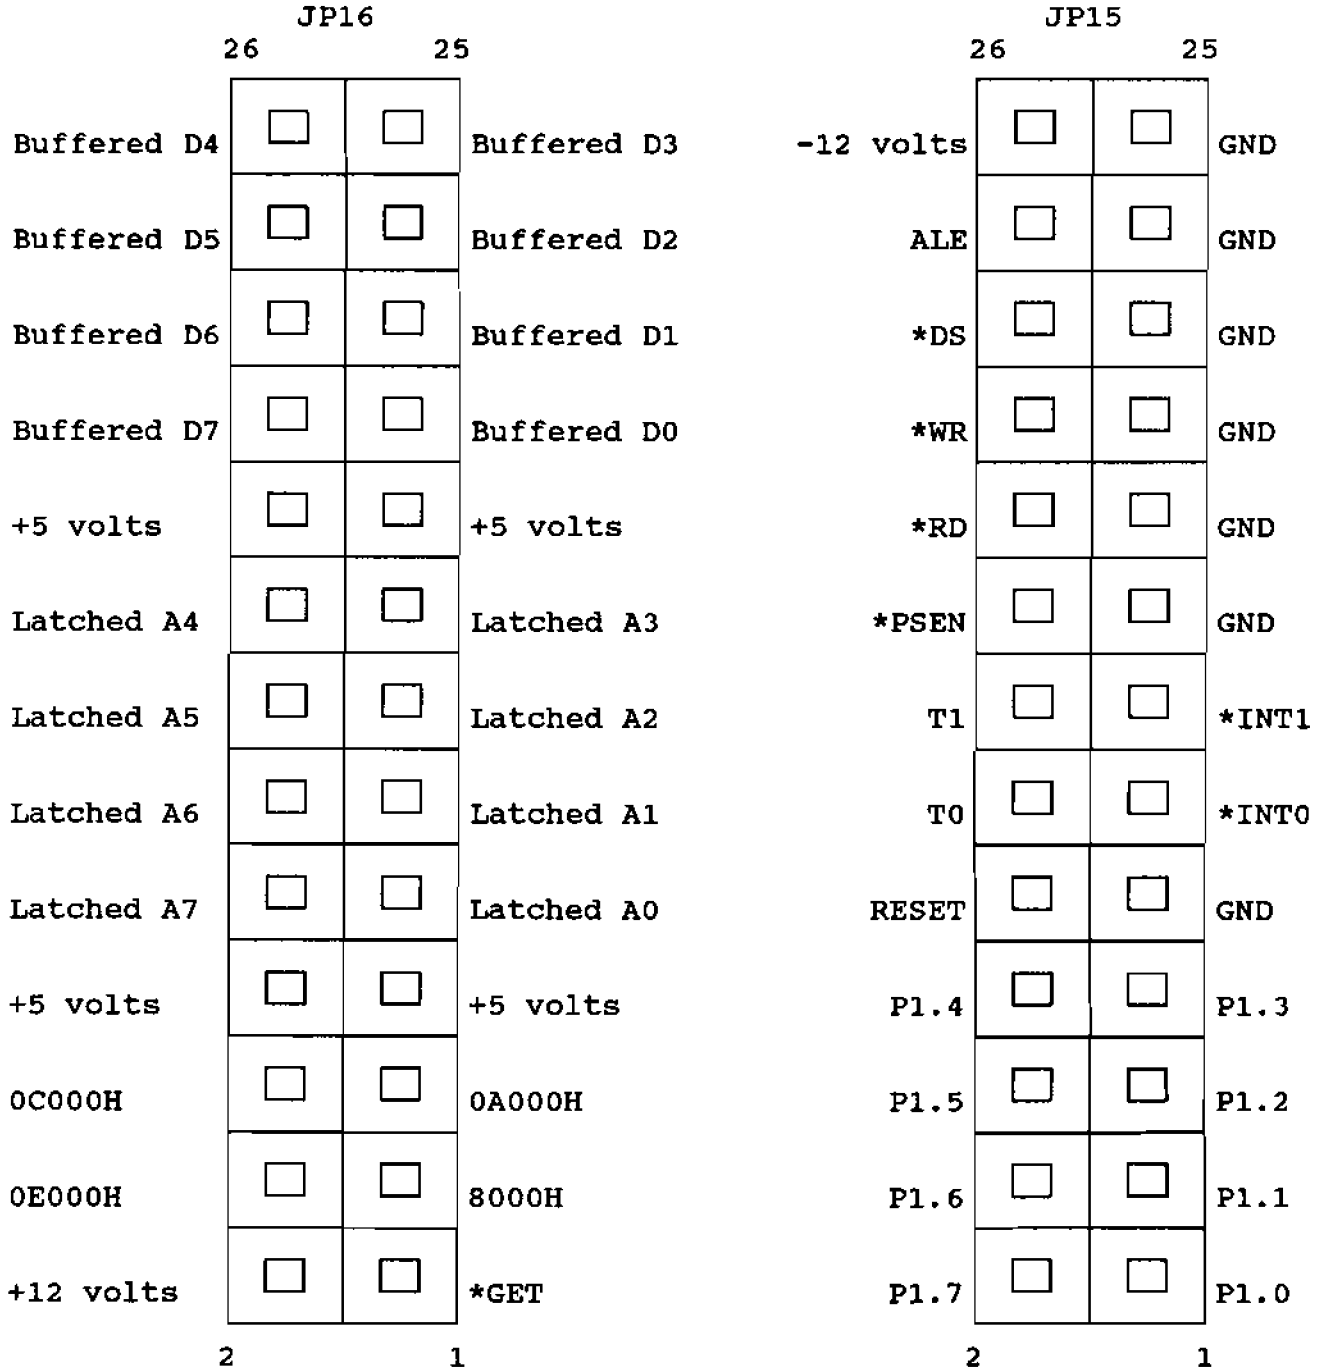 JP16 JP15
26 25 26 25
Buffered D4 Buffered D3 -12 volts GND
Buffered D5 Buffered D2 ALE GND
Buffered D6 Buffered D1 *DS GND
Buffered D7 Buffered D0 *WR GND
+5 volts +5 volts *RD GND
Latched A4 Latched A3 *PSEN GND
Latched A5 Latched A2 T1 *INT1
Latched A6 Latched A1 T0 *INT0
Latched A7 Latched A0 RESET GND
+5 volts +5 volts P1.4 P1.3
0C000H 0A000H P1.5 P1.2
0E000H 8000H P1.6 P1.1
+12 volts *GET P1.7 P1.0
2 1 2 1